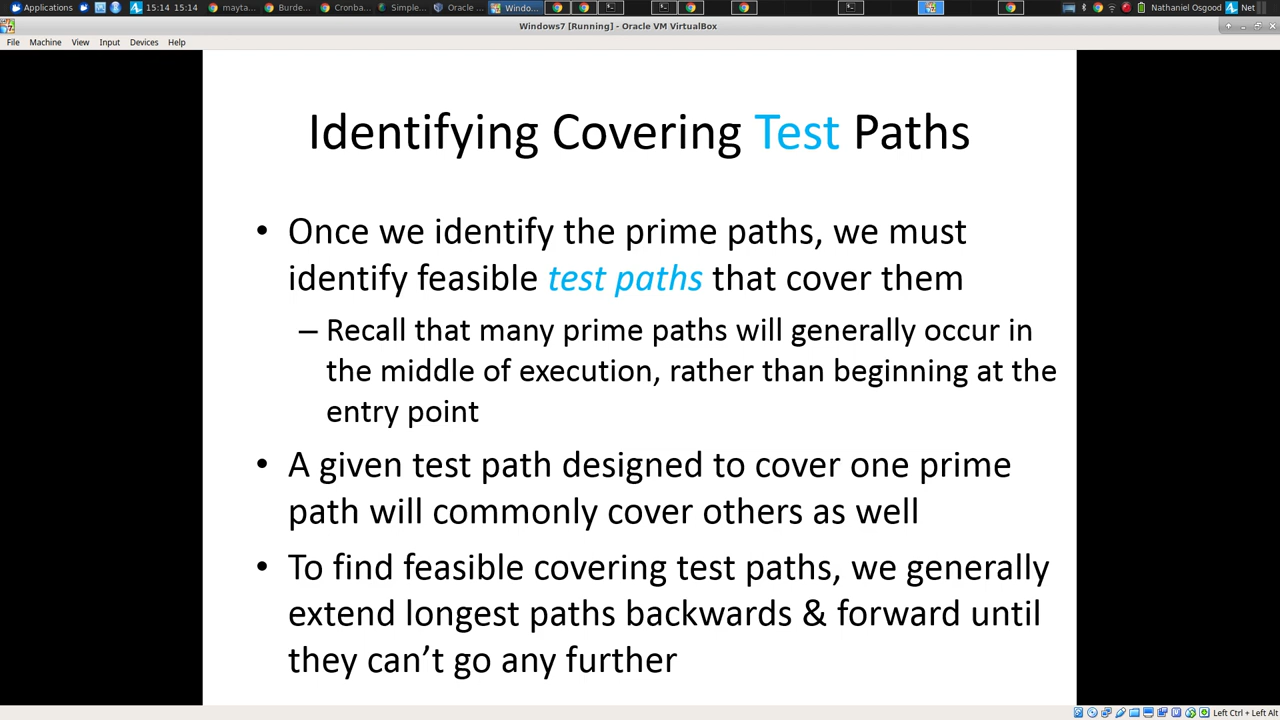 Applications
15:14 15:14
mayta...
Burde...
Cronba...
Simple...
Oracle ...
Windo...
Nathaniel Osgood
Net
Windows7 [Running] - Oracle VM VirtualBox
File Machine View Input Devices Help
Identifying Covering Test Paths
• Once we identify the prime paths, we must
identify feasible test paths that cover them
– Recall that many prime paths will generally occur in
the middle of execution, rather than beginning at the
entry point
• A given test path designed to cover one prime
path will commonly cover others as well
• To find feasible covering test paths, we generally
extend longest paths backwards & forward until
they can’t go any further
Left Ctrl + Left Alt